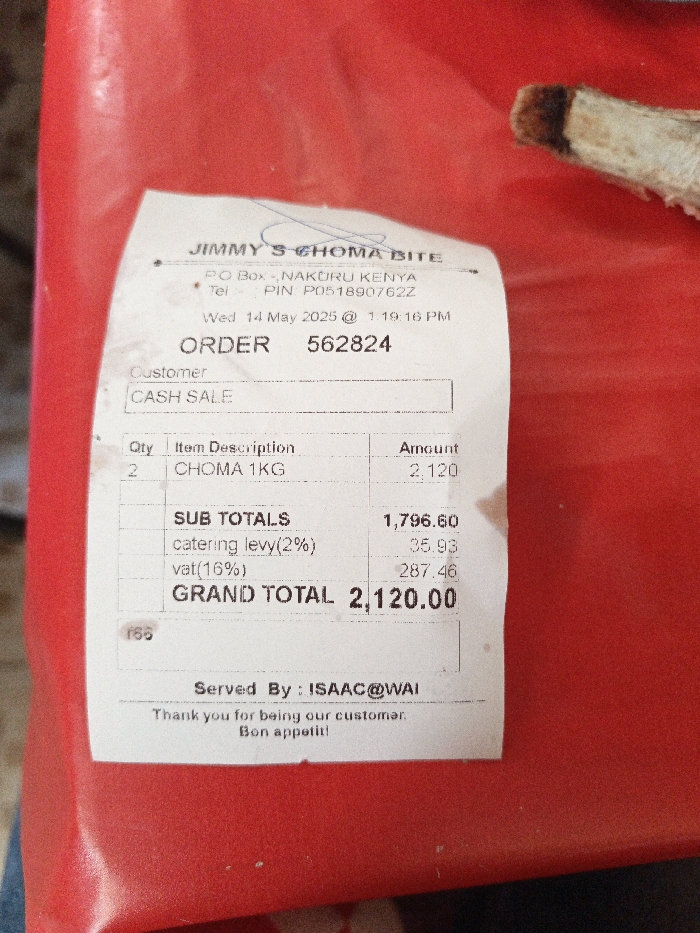 JIMMY S CHOMA BITE
P.O Box -,NAKURU KENYA
Tel :- ; PIN: P051890762Z
Wed 14 May 2025 @ 1:19:16 PM
ORDER 562824
Customer
CASH SALE
Qty Item Description Amount
2 CHOMA 1KG 2,120
SUB TOTALS 1,796.60
catering levy(2%) 35.93
vat(16%) 287.46
GRAND TOTAL 2,120.00
r66
Served By : ISAAC@WAI
Thank you for being our customer.
Bon appetit!